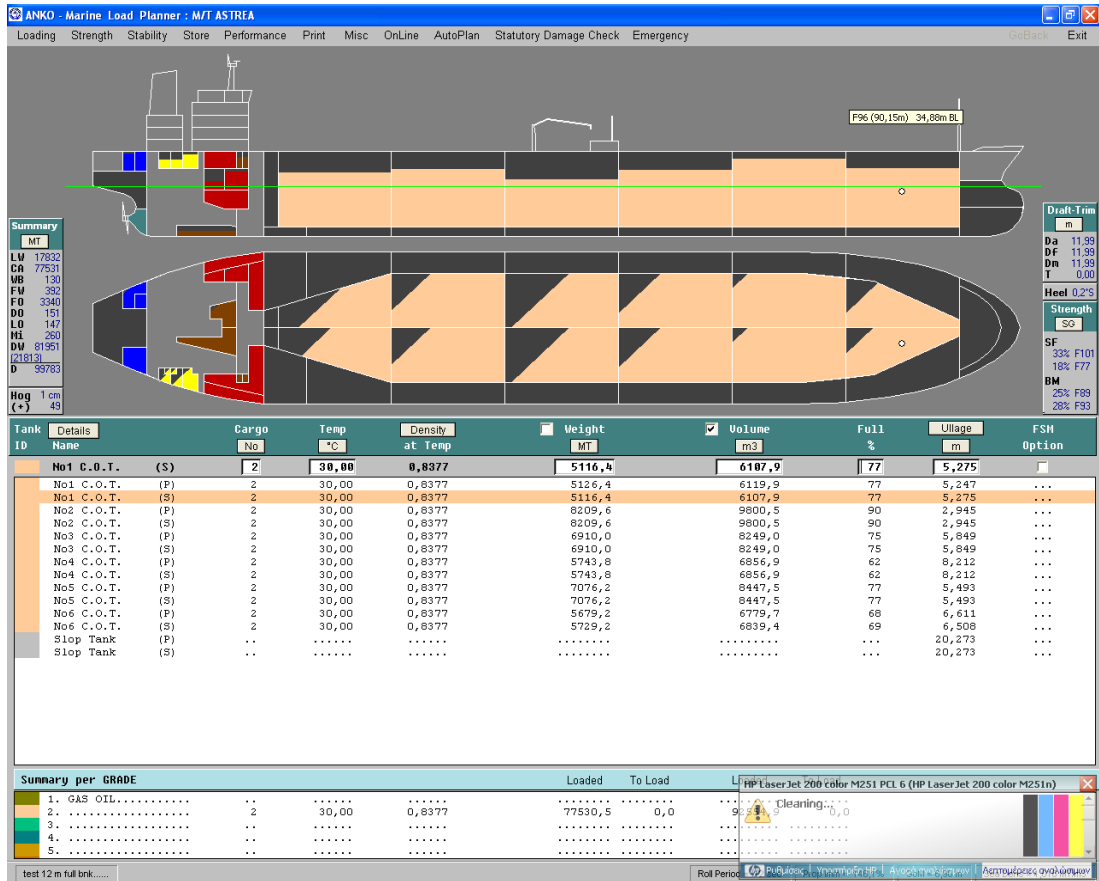 ANKO - Marine Load Planner : M/T ASTREA
Loading Strength Stability Store Performance Print Misc OnLine AutoPlan Statutory Damage Check Emergency GoBack Exit
F96 (90,15m) 34,88m BL
Summary
MT
LW 17832
CA 77531
WB 130
FW 392
FO 3340
DO 151
LO 147
Mi 260
DW 81951
(21813)
D 99783
Hog 1 cm
(+) 49
Draft-Trim
m
Da 11,99
Df 11,99
Dm 11,99
T 0,00
Heel 0,2°S
Strength
SG
SF
33% F101
18% F77
BM
25% F89
28% F93
Tank Details Cargo Temp Density Weight Volume Full Ullage FSM
ID Name No °C at Temp MT m3 % m Option
No1 C.O.T. (S) 2 30,00 0,8377 5116,4 6107,9 77 5,275
No1 C.O.T. (P) 2 30,00 0,8377 5126,4 6119,9 77 5,247 ...
No1 C.O.T. (S) 2 30,00 0,8377 5116,4 6107,9 77 5,275 ...
No2 C.O.T. (P) 2 30,00 0,8377 8209,6 9800,5 90 2,945 ...
No2 C.O.T. (S) 2 30,00 0,8377 8209,6 9800,5 90 2,945 ...
No3 C.O.T. (P) 2 30,00 0,8377 6910,0 8249,0 75 5,849 ...
No3 C.O.T. (S) 2 30,00 0,8377 6910,0 8249,0 75 5,849 ...
No4 C.O.T. (P) 2 30,00 0,8377 5743,8 6856,9 62 8,212 ...
No4 C.O.T. (S) 2 30,00 0,8377 5743,8 6856,9 62 8,212 ...
No5 C.O.T. (P) 2 30,00 0,8377 7076,2 8447,5 77 5,493 ...
No5 C.O.T. (S) 2 30,00 0,8377 7076,2 8447,5 77 5,493 ...
No6 C.O.T. (P) 2 30,00 0,8377 5679,2 6779,7 68 6,611 ...
No6 C.O.T. (S) 2 30,00 0,8377 5729,2 6839,4 69 6,508 ...
Slop Tank (P) .. ...... ...... ........ ......... ... 20,273 ...
Slop Tank (S) .. ...... ...... ........ ......... ... 20,273 ...
Summary per GRADE Loaded To Load
1. GAS OIL........... .. ...... ...... ........ ........
2. .................. 2 30,00 0,8377 77530,5 0,0 0,0
3. .................. .. ...... ...... ........ ........
4. .................. .. ...... ...... ........ ........
5. .................. .. ...... ...... ........ ........
HP LaserJet 200 color M251 PCL 6 (HP LaserJet 200 color M251n)
Cleaning...
Ρυθμίσεις Υποστήριξη HP Αγορά αναλωσίμων Λεπτομέρειες αναλωσίμων
test 12 m full bnk...... Roll Period